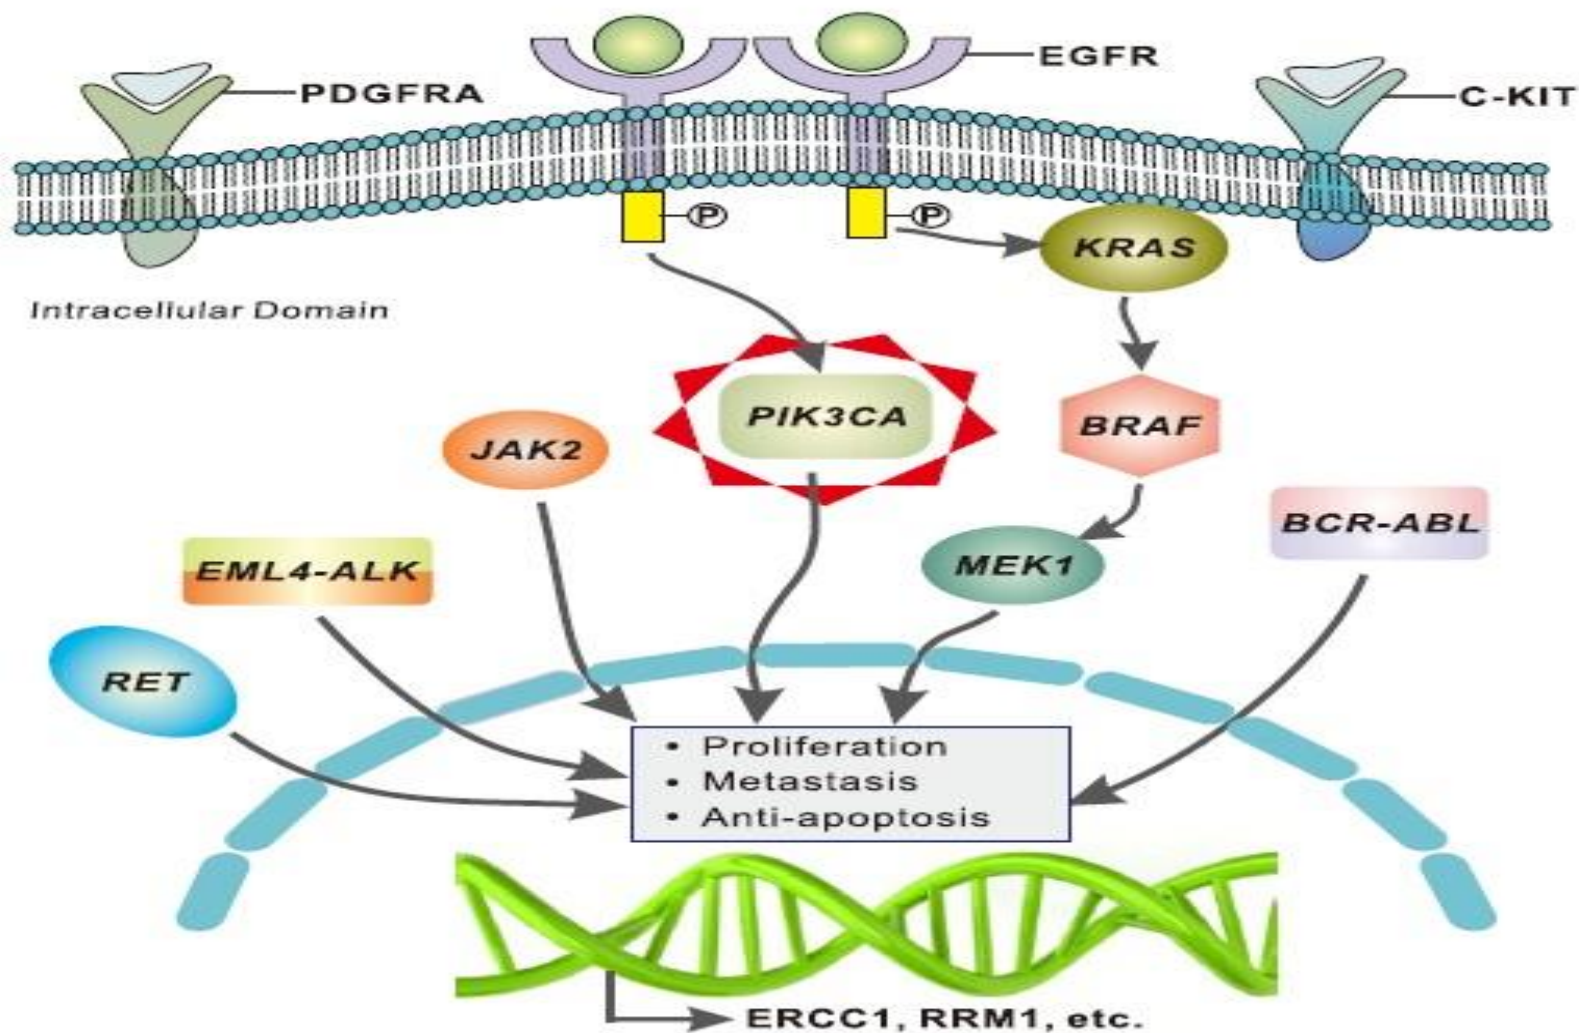 EGFR
PDGFRA
C-KIT
P
P
KRAS
Intracellular Domain
PIK3CA
BRAF
JAK2
BCR-ABL
MEK1
EML4-ALK
RET
• Proliferation
• Metastasis
• Anti-apoptosis
ERCC1, RRM1, etc.